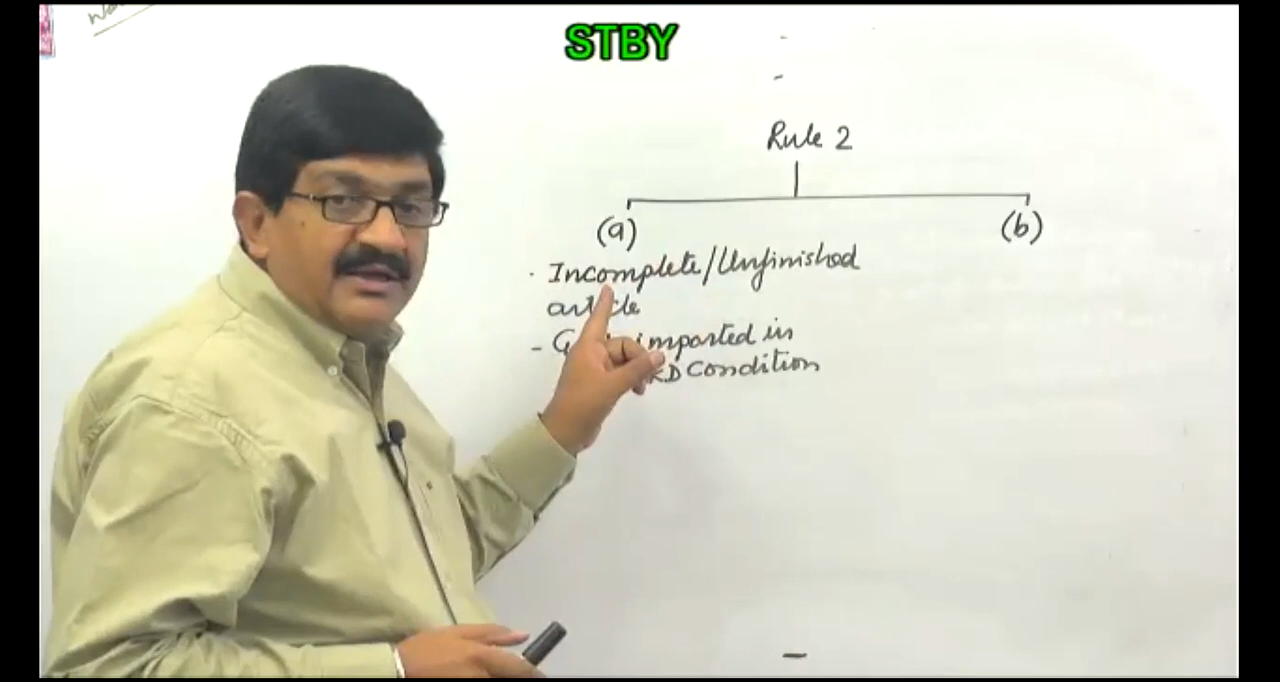 STBY
Rule 2
(a) (b)
· Incomplete/Unfinished
article
- imported in
Condition